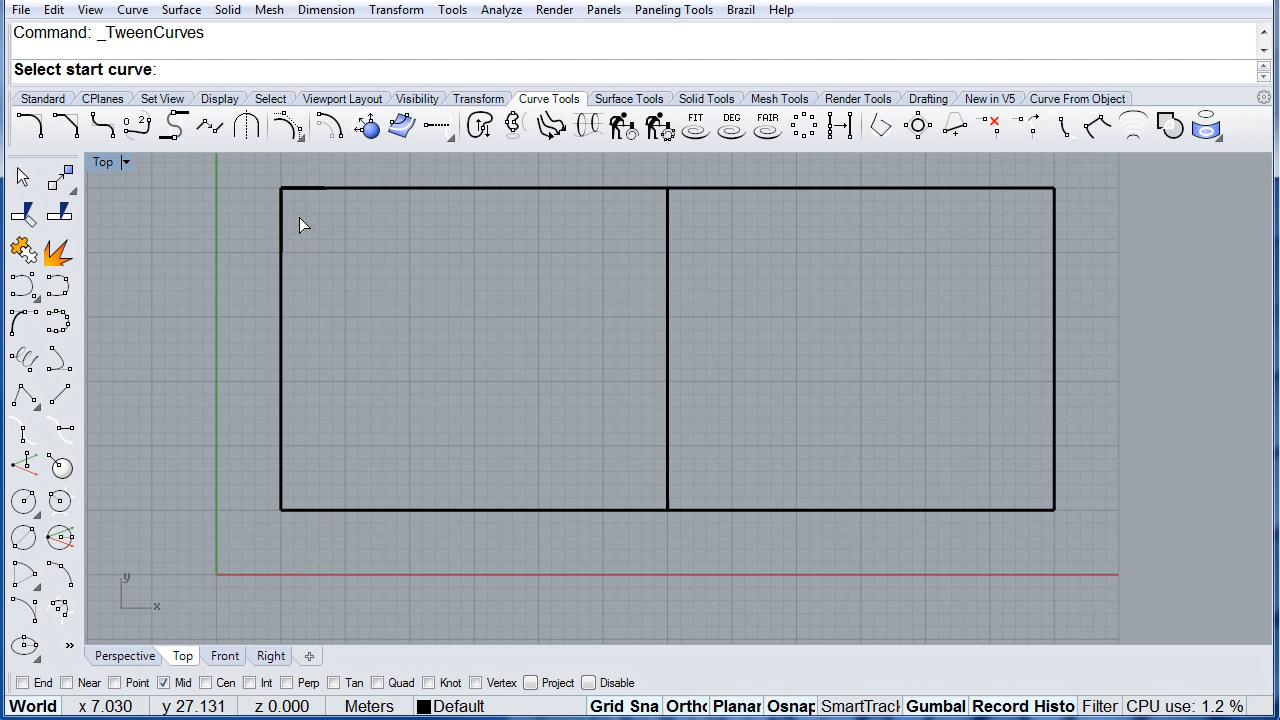 File Edit View Curve Surface Solid Mesh Dimension Transform Tools Analyze Render Panels Paneling Tools Brazil Help
Command: _TweenCurves
Select start curve:
Standard CPlanes Set View Display Select Viewport Layout Visibility Transform Curve Tools Surface Tools Solid Tools Mesh Tools Render Tools Drafting New in V5 Curve From Object
0 2
FIT DEG FAIR
Top
y
x
Perspective Top Front Right
End Near Point Mid Cen Int Perp Tan Quad Knot Vertex Project Disable
World x 7.030 y 27.131 z 0.000 Meters Default Grid Sna Ortho Planar Osnap SmartTrack Gumbal Record Histo Filter CPU use: 1.2 %